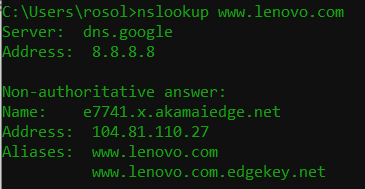 C:\Users\rosol>nslookup www.lenovo.com
Server:  dns.google
Address:  8.8.8.8

Non-authoritative answer:
Name:    e7741.x.akamaiedge.net
Address:  104.81.110.27
Aliases:  www.lenovo.com
          www.lenovo.com.edgekey.net